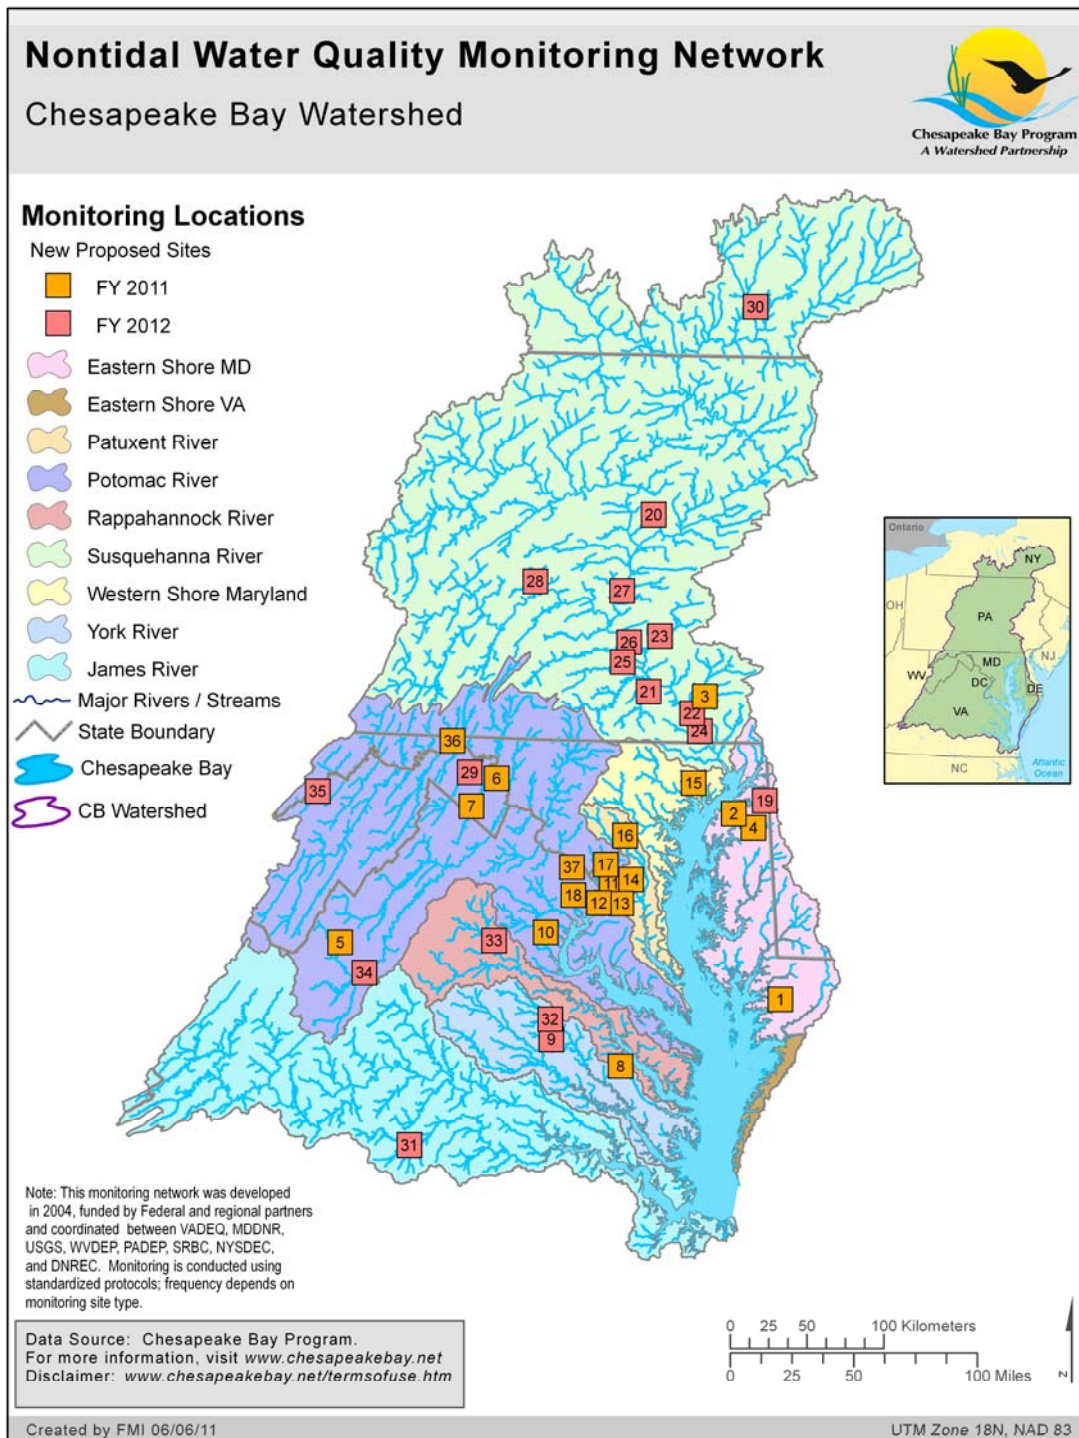 Nontidal Water Quality Monitoring Network
Chesapeake Bay Watershed
Chesapeake Bay Program
A Watershed Partnership
Monitoring Locations
New Proposed Sites
FY 2011
FY 2012
Eastern Shore MD
Eastern Shore VA
Patuxent River
Potomac River
Rappahannock River
Susquehanna River
Western Shore Maryland
York River
James River
Major Rivers / Streams
State Boundary
Chesapeake Bay
CB Watershed
30
20
28
27
26
23
25
21
3
22
24
36
29
6
35
7
15
19
2
4
16
17
37
11
14
18
12
13
10
33
5
34
1
32
9
8
31
Ontario
NY
OH
PA
NJ
MD
WV
DC
DE
VA
NC
Atlantic
Ocean
Note: This monitoring network was developed
in 2004, funded by Federal and regional partners
and coordinated between VADEQ, MDDNR,
USGS, WVDEP, PADEP, SRBC, NYSDEC,
and DNREC. Monitoring is conducted using
standardized protocols; frequency depends on
monitoring site type.
Data Source: Chesapeake Bay Program.
For more information, visit www.chesapeakebay.net
Disclaimer: www.chesapeakebay.net/termsofuse.htm
0 25 50 100 Kilometers
0 25 50 100 Miles
N
Created by FMI 06/06/11
UTM Zone 18N, NAD 83